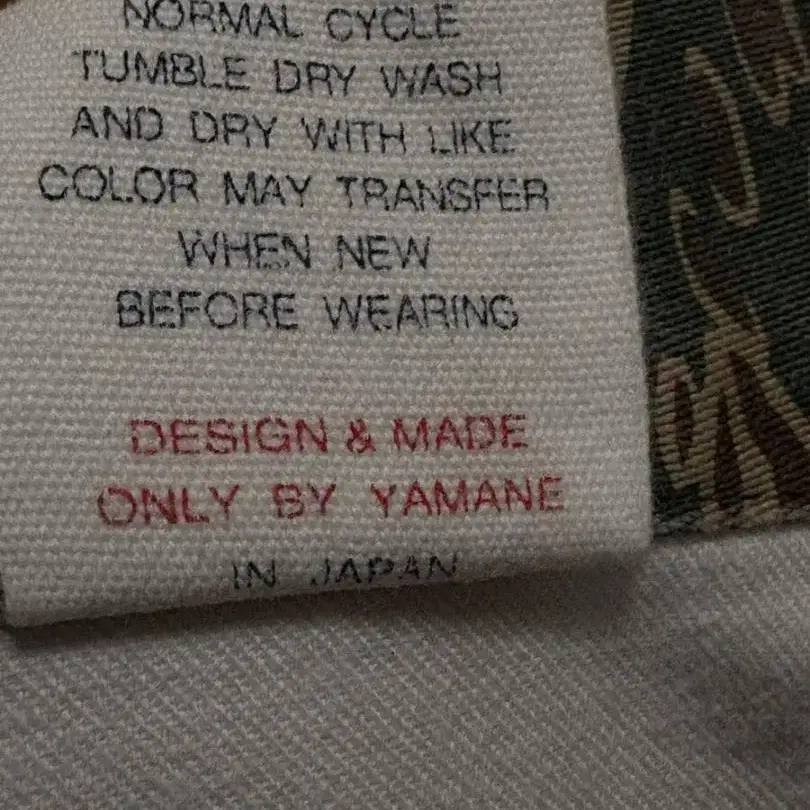 NORMAL CYCLE
TUMBLE DRY WASH
AND DRY WITH LIKE
COLOR MAY TRANSFER
WHEN NEW
BEFORE WEARING
DESIGN & MADE
ONLY BY YAMANE
IN JAPAN